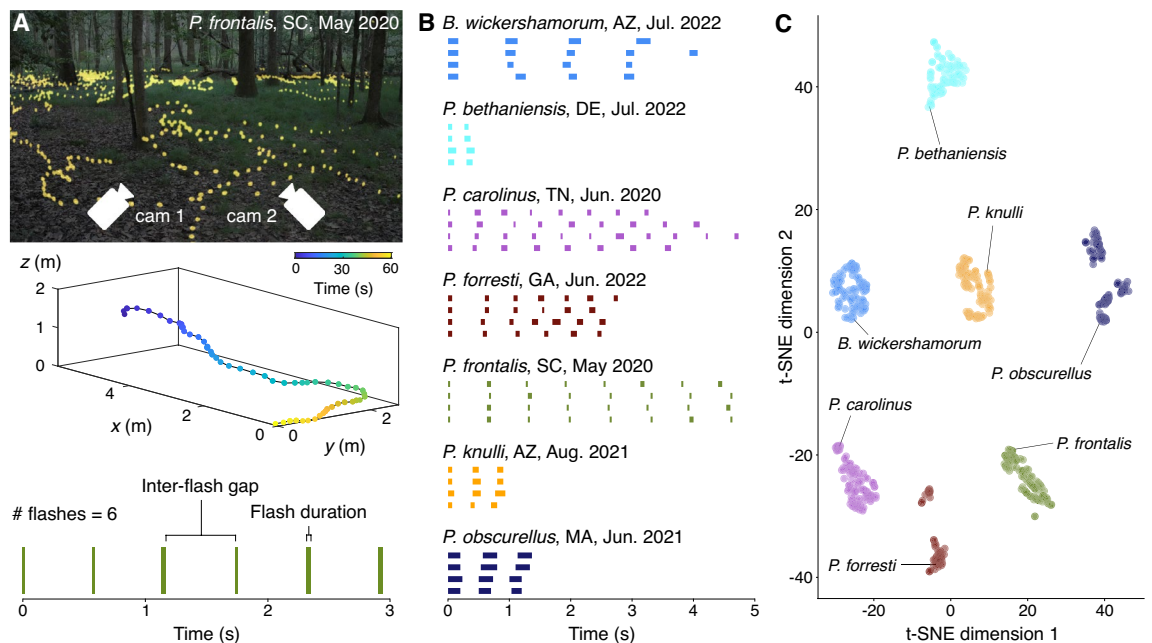 A
P. frontalis, SC, May 2020
cam 1
cam 2
z (m)
2
1
0
0 30 60
Time (s)
4
2
0
x (m)
0
2
y (m)
Inter-flash gap
# flashes = 6
Flash duration
0 1 2 3
Time (s)
B
B. wickershamorum, AZ, Jul. 2022
P. bethaniensis, DE, Jul. 2022
P. carolinus, TN, Jun. 2020
P. forresti, GA, Jun. 2022
P. frontalis, SC, May 2020
P. knulli, AZ, Aug. 2021
P. obscurellus, MA, Jun. 2021
0 1 2 3 4 5
Time (s)
C
t-SNE dimension 2
40
20
0
-20
-40
P. bethaniensis
P. knulli
B. wickershamorum
P. obscurellus
P. carolinus
P. frontalis
P. forresti
-20 0 20 40
t-SNE dimension 1